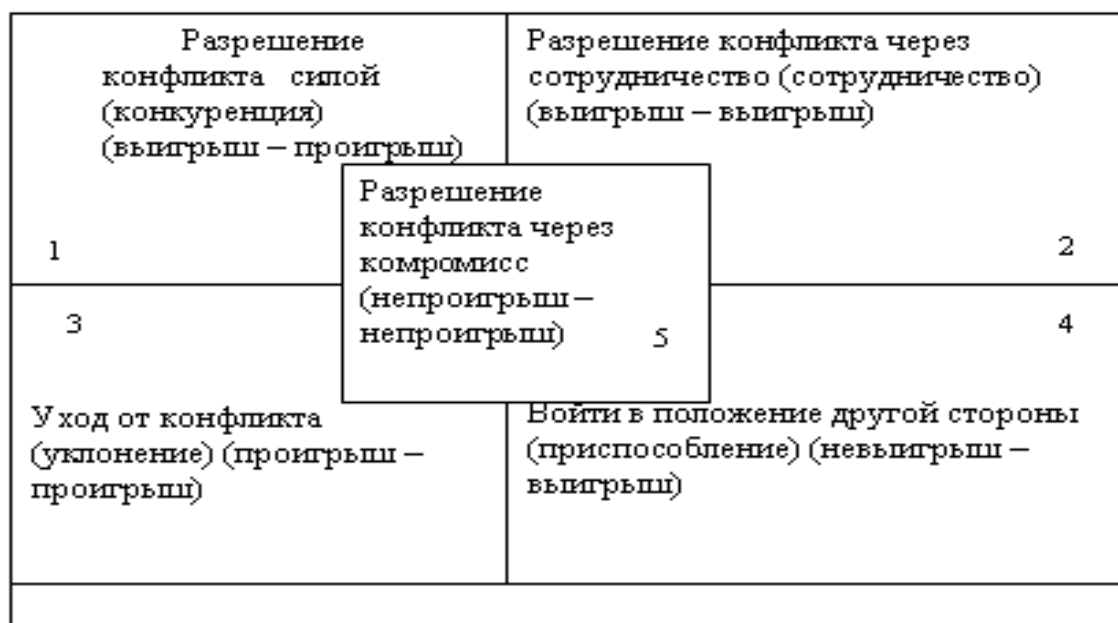 Разрешение
конфликта силой
(конкуренция)
(выигрыш – проигрыш)
1
Разрешение конфликта через
сотрудничество (сотрудничество)
(выигрыш – выигрыш)
2
Разрешение
конфликта через
комромисс
(непроигрыш –
непроигрыш)
5
3
Уход от конфликта
(уклонение) (проигрыш –
проигрыш)
4
Войти в положение другой стороны
(приспособление) (невыигрыш –
выигрыш)